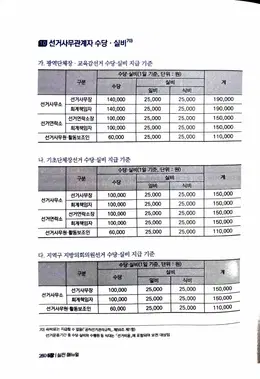 선거사무관계자 수당·실비
가. 광역단체장·교육감선거 수당·실비 지급 기준
구분 수당·실비(1일 기준, 단위 : 원) 계
수당 실비
일비 식비
선거사무소 선거사무장 140,000 25,000 25,000 190,000
회계책임자 100,000 25,000 25,000 150,000
선거연락소 선거연락소장 100,000 25,000 25,000 150,000
회계책임자 100,000 25,000 25,000 150,000
선거사무원·활동보조인 60,000 25,000 25,000 110,000
나. 기초단체장선거 수당·실비 지급 기준
구분 수당·실비(1일 기준, 단위 : 원) 계
수당 실비
일비 식비
선거사무소 선거사무장 100,000 25,000 25,000 150,000
회계책임자 100,000 25,000 25,000 150,000
선거연락소 선거연락소장 100,000 25,000 25,000 150,000
회계책임자 100,000 25,000 25,000 150,000
선거사무원·활동보조인 60,000 25,000 25,000 110,000
다. 지역구 지방의회의원선거 수당·실비 지급 기준
구분 수당·실비(1일 기준, 단위 : 원) 계
수당 실비
일비 식비
선거사무소 선거사무장 100,000 25,000 25,000 150,000
회계책임자 100,000 25,000 25,000 150,000
선거사무원·활동보조인 60,000 25,000 25,000 110,000